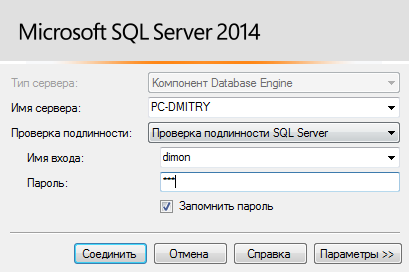 Microsoft SQL Server 2014
Тип сервера: Компонент Database Engine
Имя сервера: PC-DMITRY
Проверка подлинности: Проверка подлинности SQL Server
Имя входа: dimon
Пароль: ***
Запомнить пароль
Соединить Отмена Справка Параметры >>